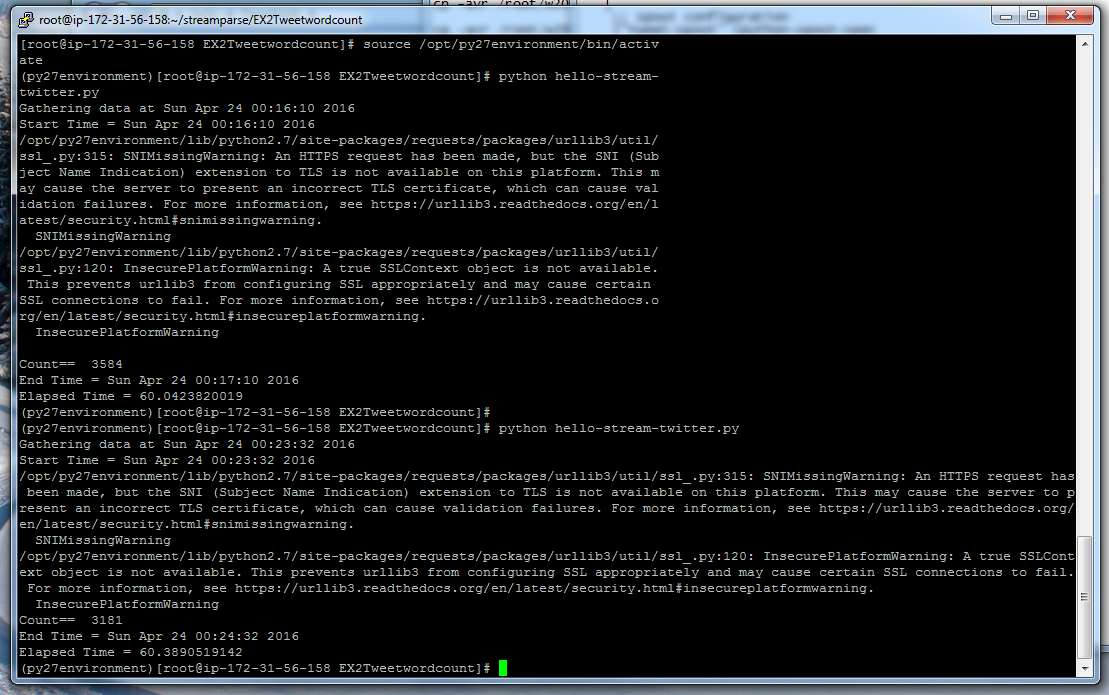 cp -avr /root/w20
spout configuration
root@ip-172-31-56-158:~/streamparse/EX2Tweetwordcount
[root@ip-172-31-56-158 EX2Tweetwordcount]# source /opt/py27environment/bin/activ
ate
(py27environment)[root@ip-172-31-56-158 EX2Tweetwordcount]# python hello-stream-
twitter.py
Gathering data at Sun Apr 24 00:16:10 2016
Start Time = Sun Apr 24 00:16:10 2016
/opt/py27environment/lib/python2.7/site-packages/requests/packages/urllib3/util/
ssl_.py:315: SNIMissingWarning: An HTTPS request has been made, but the SNI (Sub
ject Name Indication) extension to TLS is not available on this platform. This m
ay cause the server to present an incorrect TLS certificate, which can cause val
idation failures. For more information, see https://urllib3.readthedocs.org/en/l
atest/security.html#snimissingwarning.
  SNIMissingWarning
/opt/py27environment/lib/python2.7/site-packages/requests/packages/urllib3/util/
ssl_.py:120: InsecurePlatformWarning: A true SSLContext object is not available.
 This prevents urllib3 from configuring SSL appropriately and may cause certain
SSL connections to fail. For more information, see https://urllib3.readthedocs.o
rg/en/latest/security.html#insecureplatformwarning.
  InsecurePlatformWarning
Count==  3584
End Time = Sun Apr 24 00:17:10 2016
Elapsed Time = 60.0423820019
(py27environment)[root@ip-172-31-56-158 EX2Tweetwordcount]#
(py27environment)[root@ip-172-31-56-158 EX2Tweetwordcount]# python hello-stream-twitter.py
Gathering data at Sun Apr 24 00:23:32 2016
Start Time = Sun Apr 24 00:23:32 2016
/opt/py27environment/lib/python2.7/site-packages/requests/packages/urllib3/util/ssl_.py:315: SNIMissingWarning: An HTTPS request has
 been made, but the SNI (Subject Name Indication) extension to TLS is not available on this platform. This may cause the server to p
resent an incorrect TLS certificate, which can cause validation failures. For more information, see https://urllib3.readthedocs.org/
en/latest/security.html#snimissingwarning.
  SNIMissingWarning
/opt/py27environment/lib/python2.7/site-packages/requests/packages/urllib3/util/ssl_.py:120: InsecurePlatformWarning: A true SSLCont
ext object is not available. This prevents urllib3 from configuring SSL appropriately and may cause certain SSL connections to fail.
 For more information, see https://urllib3.readthedocs.org/en/latest/security.html#insecureplatformwarning.
  InsecurePlatformWarning
Count==  3181
End Time = Sun Apr 24 00:24:32 2016
Elapsed Time = 60.3890519142
(py27environment)[root@ip-172-31-56-158 EX2Tweetwordcount]#